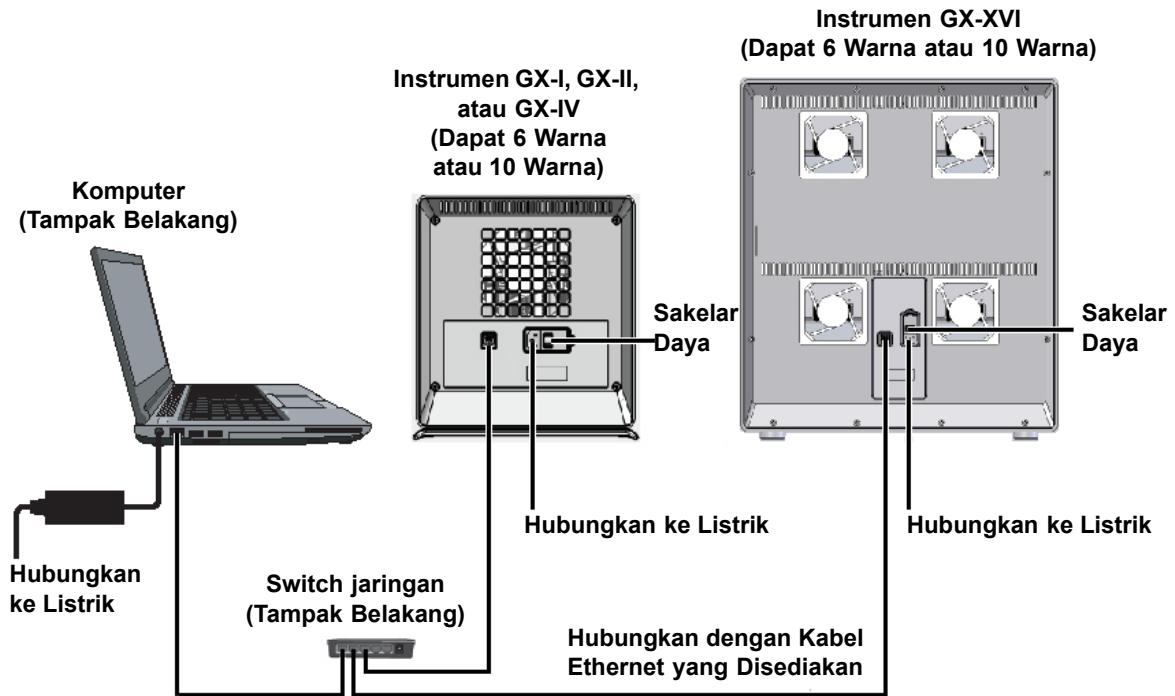 Instrumen GX-XVI
(Dapat 6 Warna atau 10 Warna)
Instrumen GX-I, GX-II,
atau GX-IV
(Dapat 6 Warna
atau 10 Warna)
Komputer
(Tampak Belakang)
Sakelar
Daya
Sakelar
Daya
Hubungkan ke Listrik
Hubungkan ke Listrik
Hubungkan
ke Listrik
Switch jaringan
(Tampak Belakang)
Hubungkan dengan Kabel
Ethernet yang Disediakan